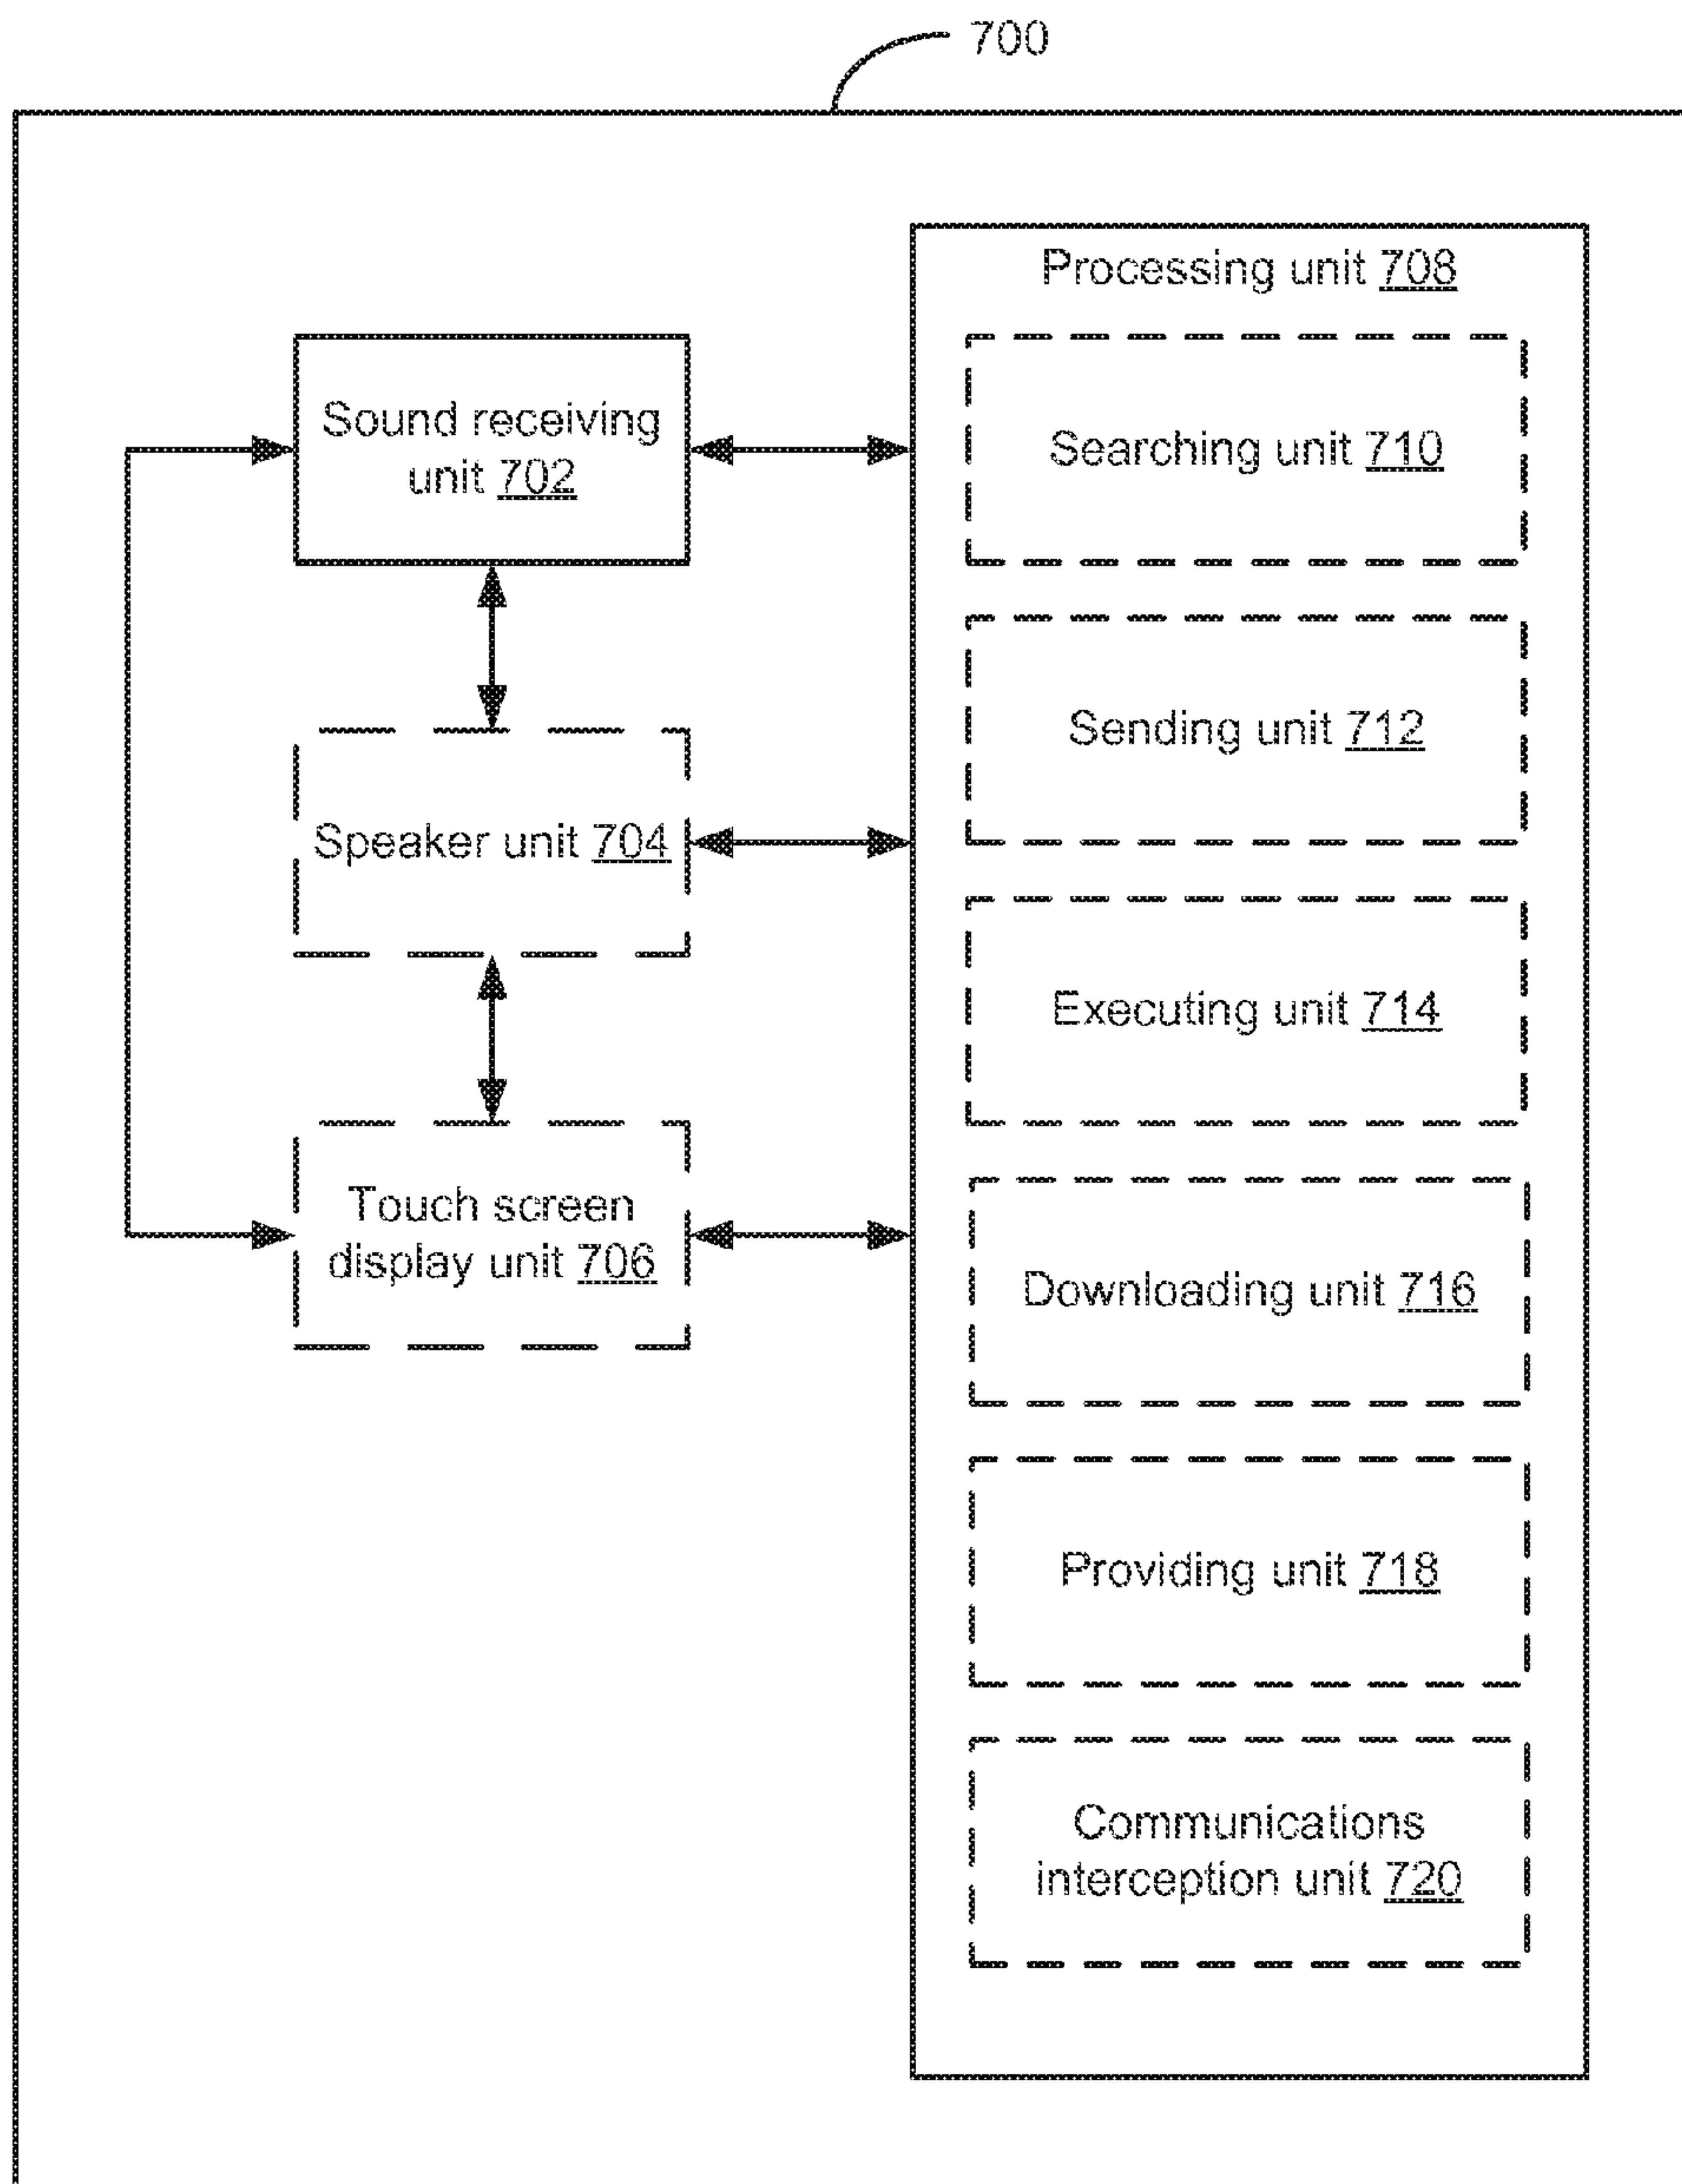 700
Processing unit 708
Sound receiving
unit 702
Searching unit 710
Sending unit 712
Speaker unit 704
Executing unit 714
Touch screen
display unit 706
Downloading unit 716
Providing unit 718
Communications
interception unit 720